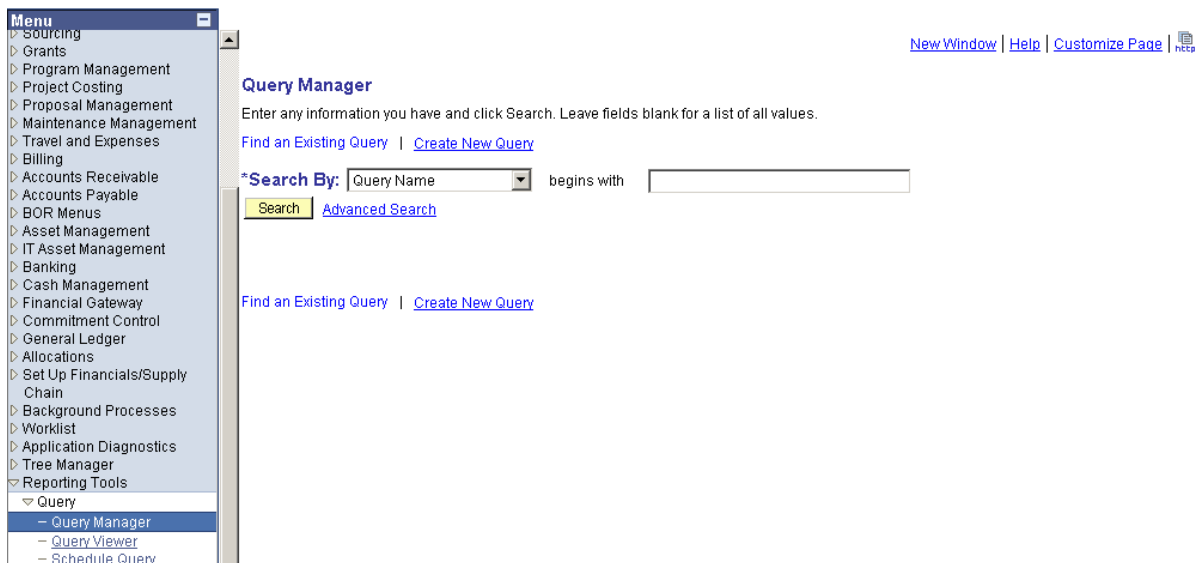 Menu
Sourcing
Grants
Program Management
Project Costing
Proposal Management
Maintenance Management
Travel and Expenses
Billing
Accounts Receivable
Accounts Payable
BOR Menus
Asset Management
IT Asset Management
Banking
Cash Management
Financial Gateway
Commitment Control
General Ledger
Allocations
Set Up Financials/Supply
Chain
Background Processes
Worklist
Application Diagnostics
Tree Manager
Reporting Tools
Query
– Query Manager
– Query Viewer
– Schedule Query
New Window | Help | Customize Page | http
Query Manager
Enter any information you have and click Search. Leave fields blank for a list of all values.
Find an Existing Query | Create New Query
*Search By: Query Name begins with
Search Advanced Search
Find an Existing Query | Create New Query